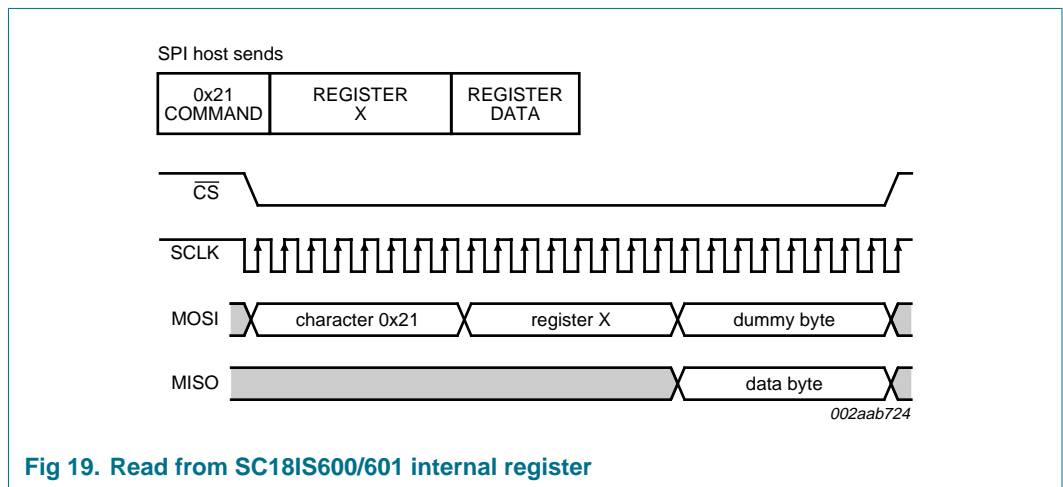 SPI host sends
0x21
COMMAND
REGISTER
X
REGISTER
DATA
CS
SCLK
MOSI
character 0x21
register X
dummy byte
MISO
data byte
002aab724
Fig 19. Read from SC18IS600/601 internal register